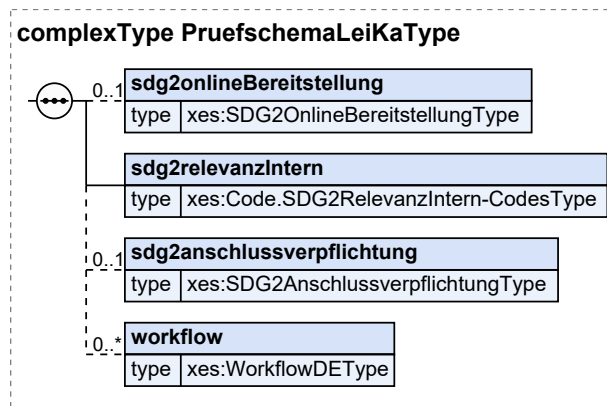 complexType PruefschemaLeiKaType
0..1 sdg2onlineBereitstellung
type xes:SDG2OnlineBereitstellungType
sdg2relevanzIntern
type xes:Code.SDG2RelevanzIntern-CodesType
0..1 sdg2anschlussverpflichtung
type xes:SDG2AnschlussverpflichtungType
0..* workflow
type xes:WorkflowDEType